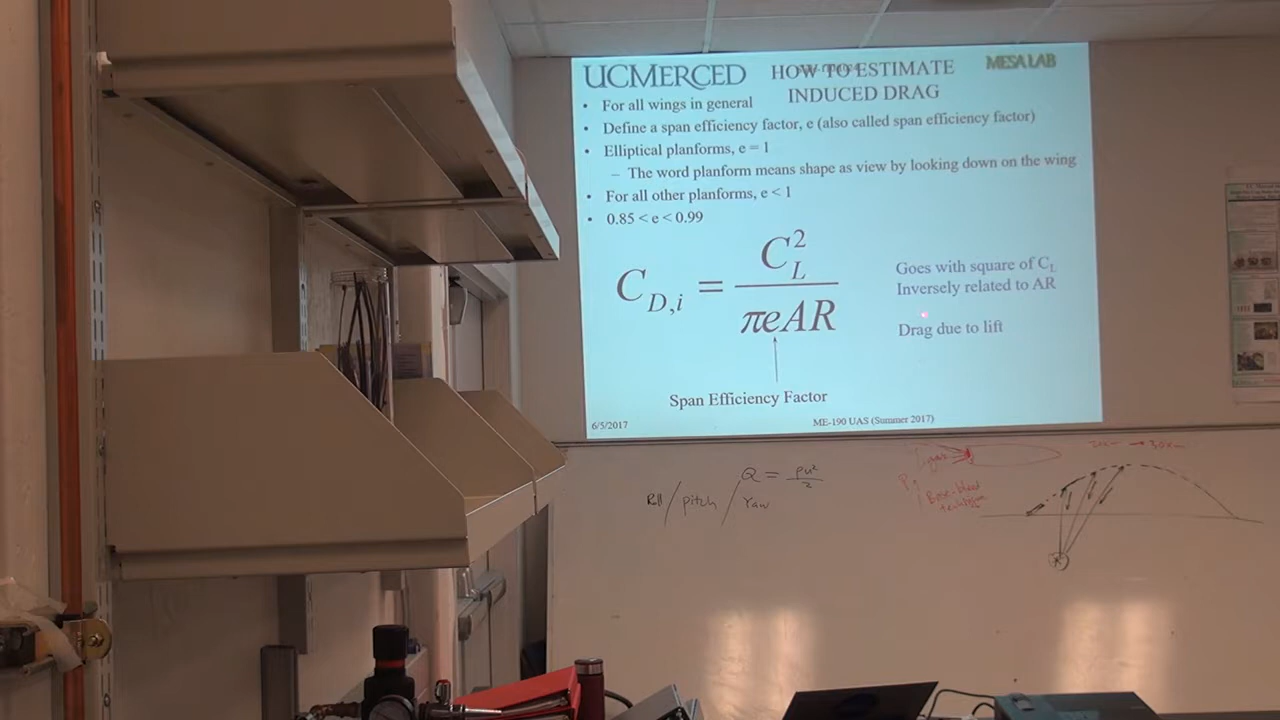 UCMERCED
HOW TO ESTIMATE
INDUCED DRAG
MESA LAB
• For all wings in general
• Define a span efficiency factor, e (also called span efficiency factor)
• Elliptical planforms, e = 1
– The word planform means shape as view by looking down on the wing
• For all other planforms, e < 1
• 0.85 < e < 0.99
C_{D,i} = C_L^2 / πeAR
Goes with square of C_L
Inversely related to AR
Drag due to lift
Span Efficiency Factor
6/5/2017
ME-190 UAS (Summer 2017)
Q = ρu²/2
Roll / pitch / Yaw